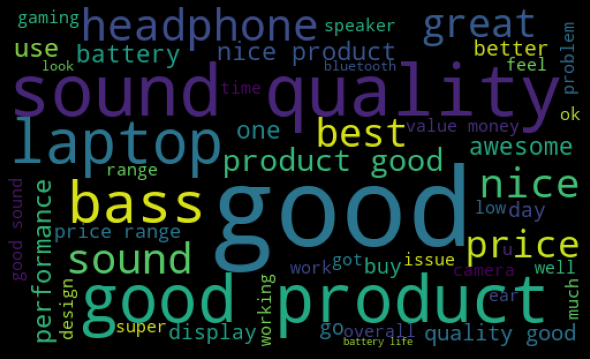 gaming
headphone
speaker
great
use
battery
nice product
better
problem
look
bluetooth
feel
sound quality
time
ok
laptop
one
best
value money
awesome
range
product good
good sound
performance
bass
good
nice
price range
low
day
sound
price
u
work
got
buy
issue
camera
well
much
design
good product
working
ear
super
display
go
overall
quality good
battery life